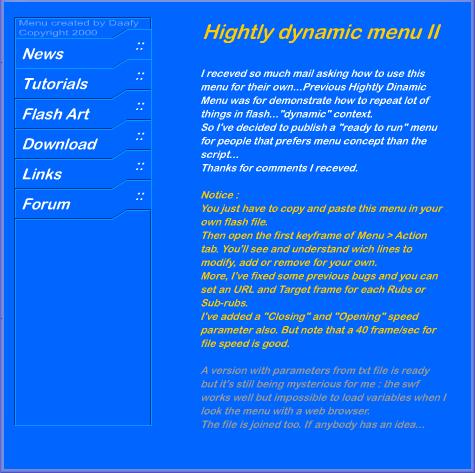 Menu created by Daafy
Copyright 2000
News
::
Tutorials
::
Flash Art
::
Download
::
Links
::
Forum
::
Hightly dynamic menu II
I receved so much mail asking how to use this
menu for their own...Previous Hightly Dinamic
Menu was for demonstrate how to repeat lot of
things in flash..."dynamic" context.
So I've decided to publish a "ready to run" menu
for people that prefers menu concept than the
script...
Thanks for comments I receved.
Notice :
You just have to copy and paste this menu in your
own flash file.
Then open the first keyframe of Menu > Action
tab. You'll see and understand wich lines to
modify, add or remove for your own.
More, I've fixed some previous bugs and you can
set an URL and Target frame for each Rubs or
Sub-rubs.
I've added a "Closing" and "Opening" speed
parameter also. But note that a 40 frame/sec for
file speed is good.
A version with parameters from txt file is ready
but it's still being mysterious for me : the swf
works well but impossible to load variables when I
look the menu with a web browser.
The file is joined too. If anybody has an idea...